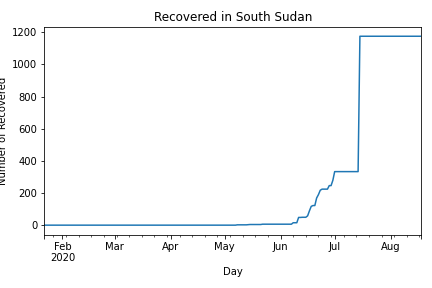 Recovered in South Sudan
Number of Recovered
1200
1000
800
600
400
200
0
Feb Mar Apr May Jun Jul Aug
2020
Day